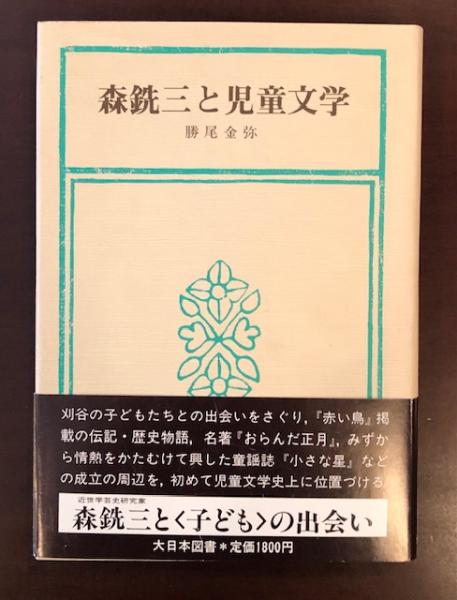 森銑三と児童文学
勝尾金弥
刈谷の子どもたちとの出会いをさぐり，『赤い鳥』掲
載の伝記・歴史物語，名著『おらんだ正月』，みずか
ら情熱をかたむけて興した童謡誌『小さな星』など
の成立の周辺を，初めて児童文学史上に位置づける
近世学芸史研究家
森銑三と＜子ども＞の出会い
大日本図書＊定価1800円